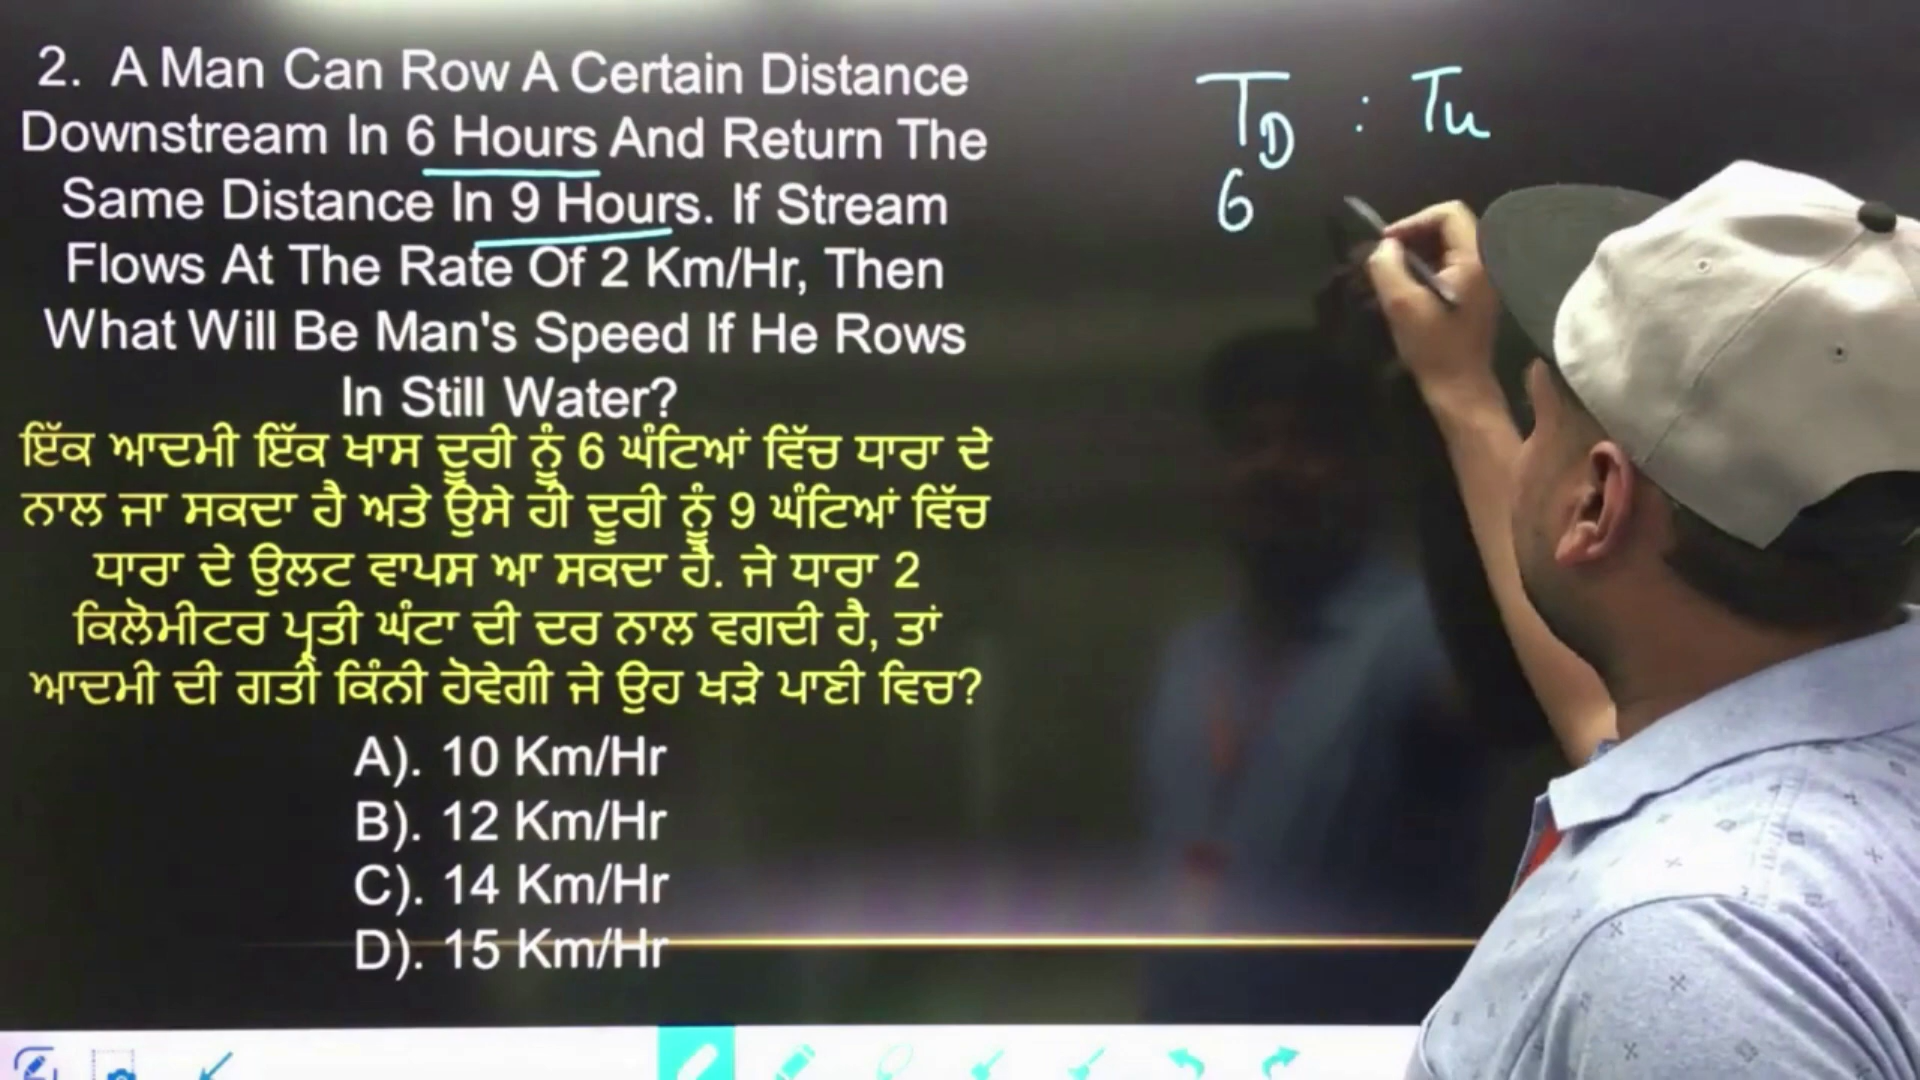 2. A Man Can Row A Certain Distance
Downstream In 6 Hours And Return The
Same Distance In 9 Hours. If Stream
Flows At The Rate Of 2 Km/Hr, Then
What Will Be Man's Speed If He Rows
In Still Water?
ਇੱਕ ਆਦਮੀ ਇੱਕ ਖਾਸ ਦੂਰੀ ਨੂੰ 6 ਘੰਟਿਆਂ ਵਿੱਚ ਧਾਰਾ ਦੇ
ਨਾਲ ਜਾ ਸਕਦਾ ਹੈ ਅਤੇ ਉਸੇ ਹੀ ਦੂਰੀ ਨੂੰ 9 ਘੰਟਿਆਂ ਵਿੱਚ
ਧਾਰਾ ਦੇ ਉਲਟ ਵਾਪਸ ਆ ਸਕਦਾ ਹੈ. ਜੇ ਧਾਰਾ 2
ਕਿਲੋਮੀਟਰ ਪ੍ਰਤੀ ਘੰਟਾ ਦੀ ਦਰ ਨਾਲ ਵਗਦੀ ਹੈ, ਤਾਂ
ਆਦਮੀ ਦੀ ਗਤੀ ਕਿੰਨੀ ਹੋਵੇਗੀ ਜੇ ਉਹ ਖੜੇ ਪਾਣੀ ਵਿਚ?
A). 10 Km/Hr
B). 12 Km/Hr
C). 14 Km/Hr
D). 15 Km/Hr
TD : Tu
6